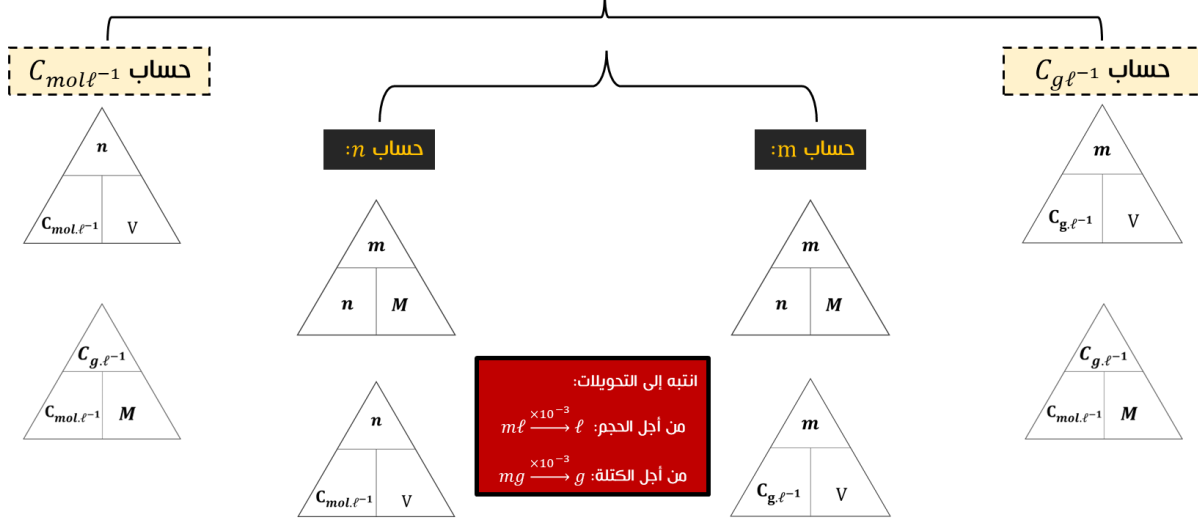 حساب C_{molℓ^{-1}}
n
C_{mol.ℓ^{-1}} V
C_{g.ℓ^{-1}}
C_{mol.ℓ^{-1}} M
حساب n:
m
n M
n
C_{mol.ℓ^{-1}} V
انتبه إلى التحويلات:
من أجل الحجم: mℓ \xrightarrow{×10^{-3}} ℓ
من أجل الكتلة: mg \xrightarrow{×10^{-3}} g
حساب m:
m
n M
m
C_{g.ℓ^{-1}} V
حساب C_{gℓ^{-1}}
m
C_{g.ℓ^{-1}} V
C_{g.ℓ^{-1}}
C_{mol.ℓ^{-1}} M